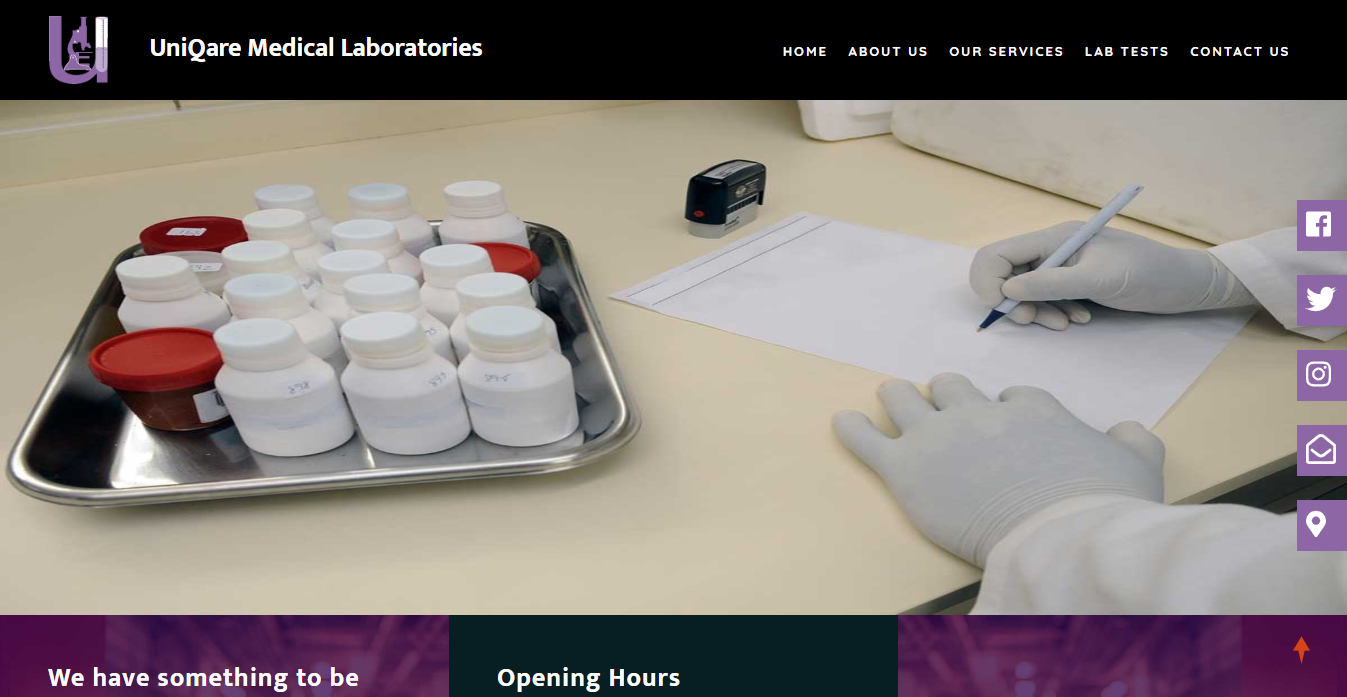 UniQare Medical Laboratories
HOME ABOUT US OUR SERVICES LAB TESTS CONTACT US
We have something to be
Opening Hours